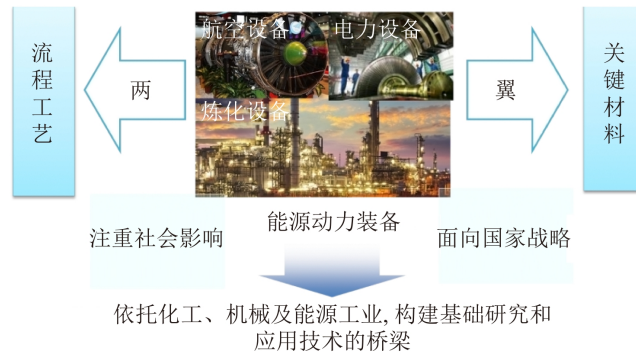 流程工艺
两
航空设备
电力设备
炼化设备
翼
关键材料
注重社会影响
能源动力装备
面向国家战略
依托化工、机械及能源工业, 构建基础研究和
应用技术的桥梁